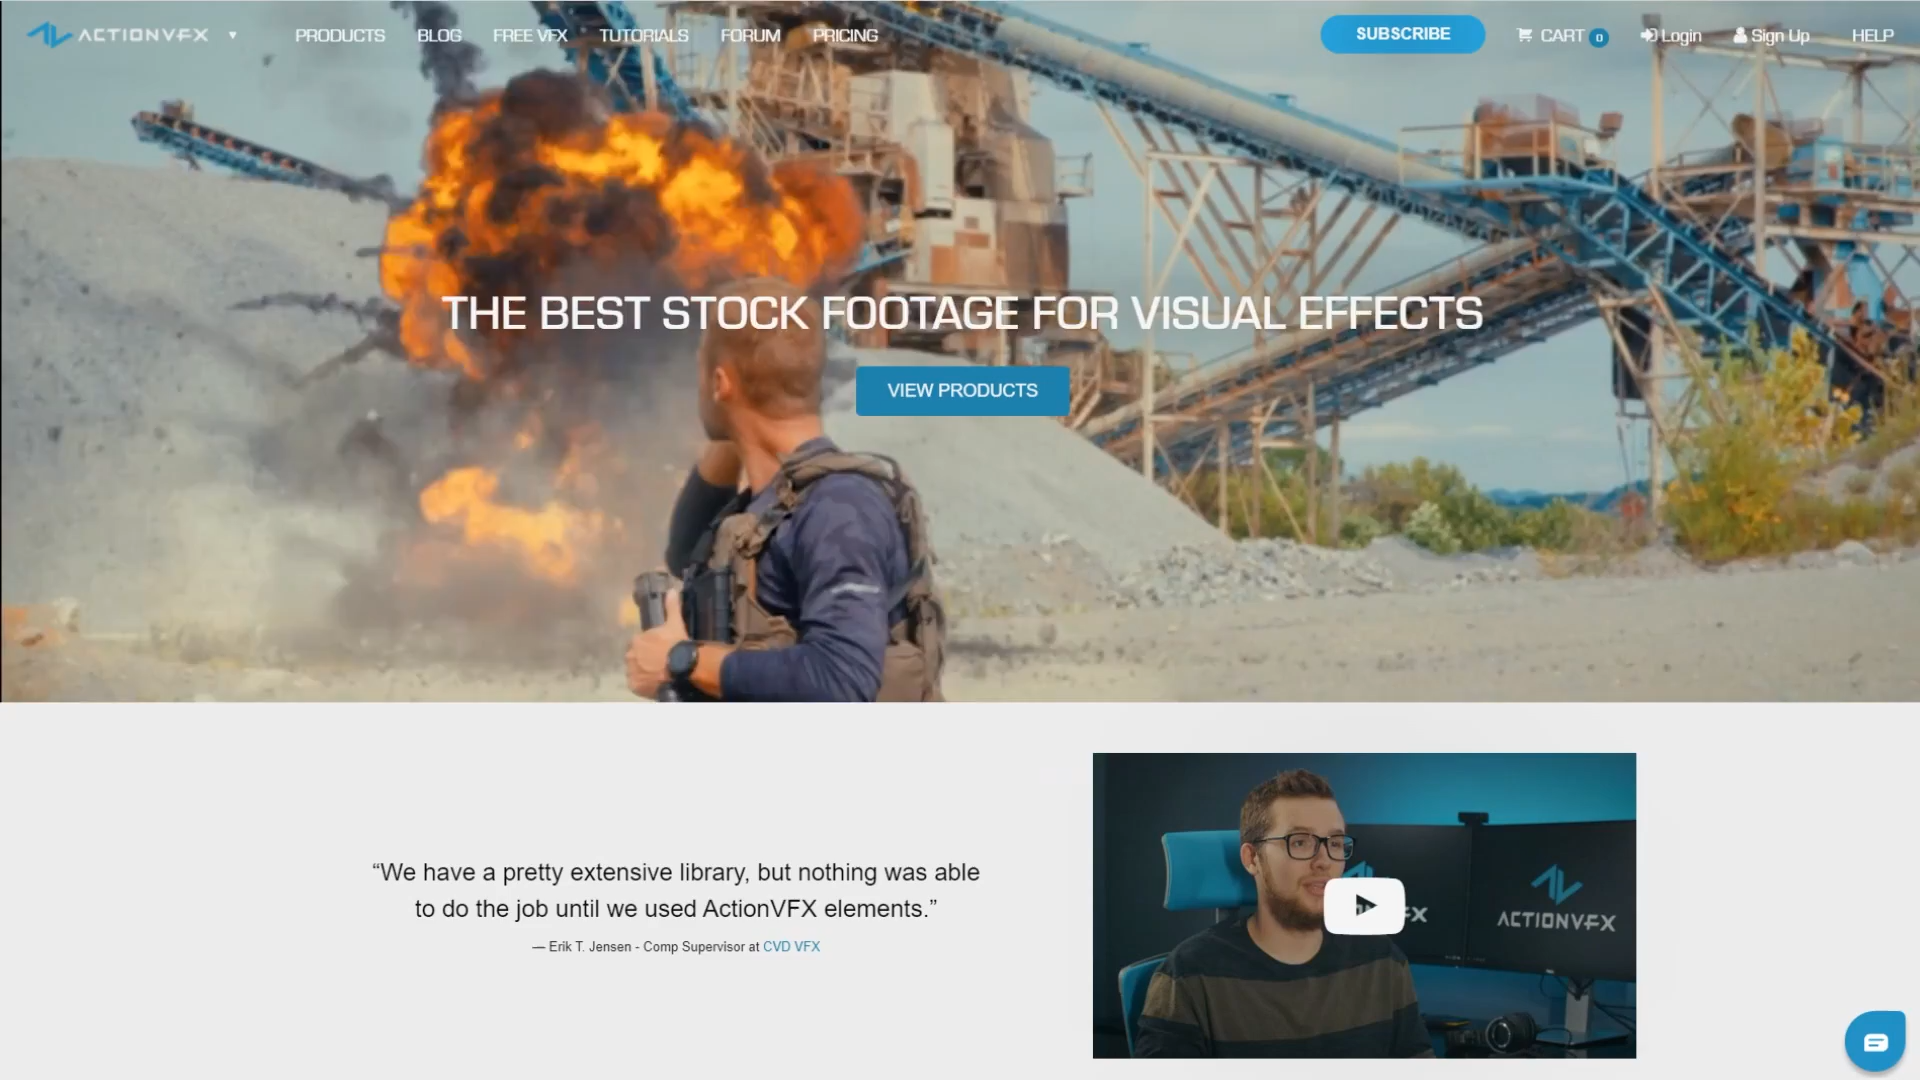 ACTIONVFX
PRODUCTS
BLOG
FREE VFX
TUTORIALS
FORUM
PRICING
SUBSCRIBE
CART 0
Login
Sign Up
HELP
THE BEST STOCK FOOTAGE FOR VISUAL EFFECTS
VIEW PRODUCTS
“We have a pretty extensive library, but nothing was able
to do the job until we used ActionVFX elements.”
— Erik T. Jensen - Comp Supervisor at CVD VFX
ACTIONVFX